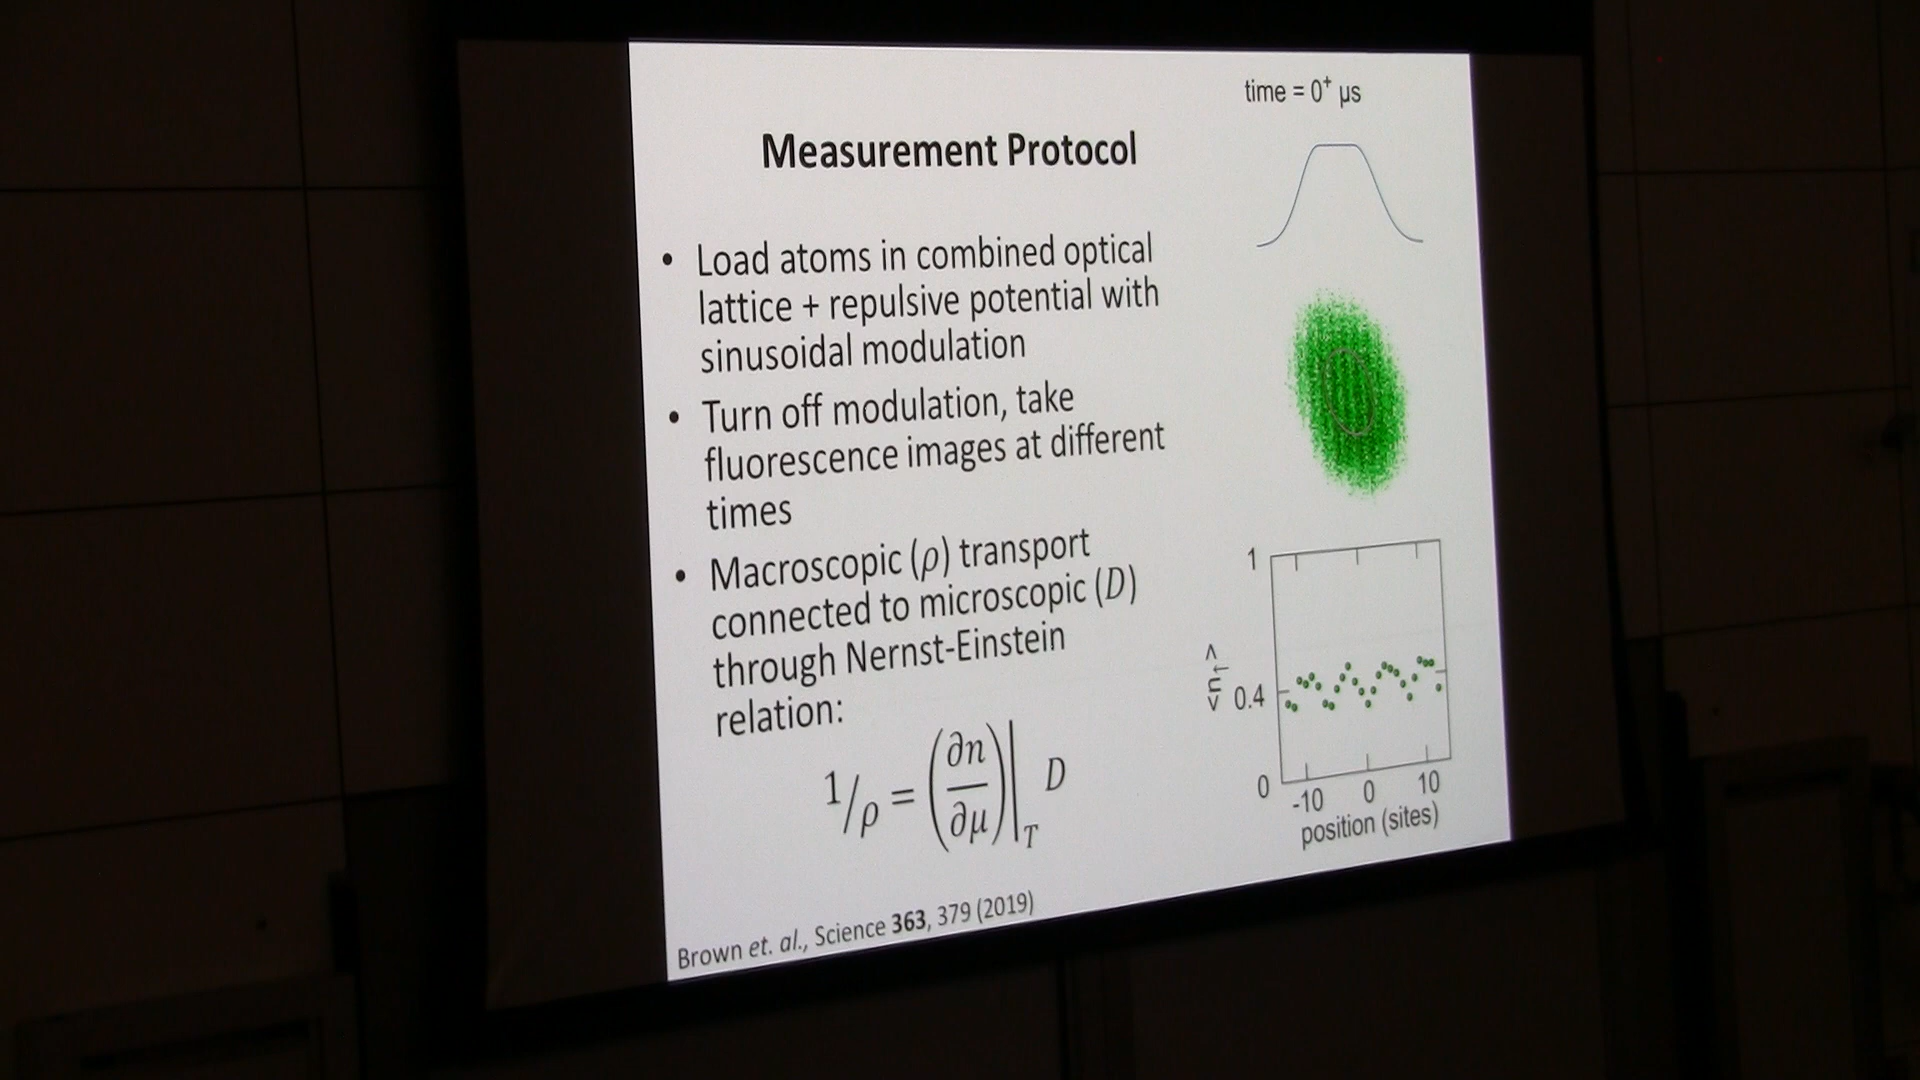 time = 0⁺ µs
Measurement Protocol
• Load atoms in combined optical
lattice + repulsive potential with
sinusoidal modulation
• Turn off modulation, take
fluorescence images at different
times
• Macroscopic (ρ) transport
connected to microscopic (D)
through Nernst-Einstein
relation:
1/ρ = (∂n/∂μ)|_T D
Brown et. al., Science 363, 379 (2019)
1
<n↑>
0.4
0
-10 0 10
position (sites)